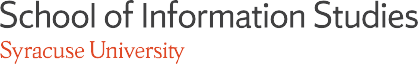 School of Information Studies
Syracuse University